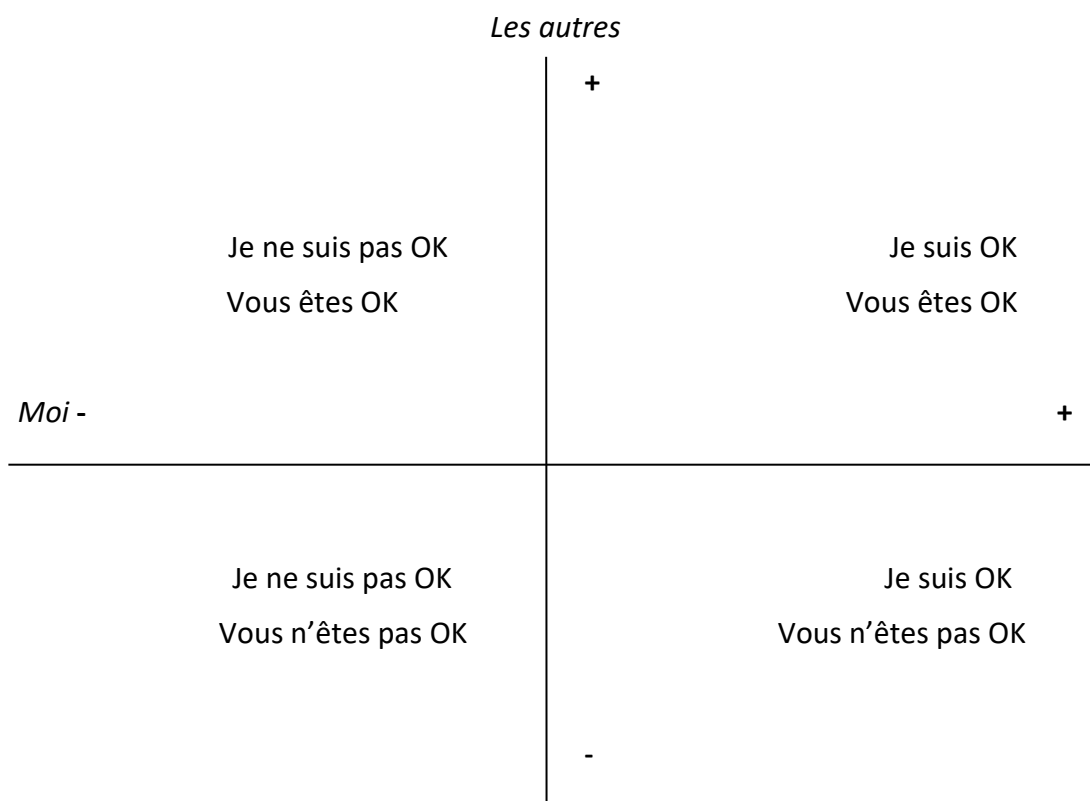 Les autres
+
Je ne suis pas OK
Vous êtes OK
Je suis OK
Vous êtes OK
Moi -
+
Je ne suis pas OK
Vous n’êtes pas OK
Je suis OK
Vous n’êtes pas OK
-